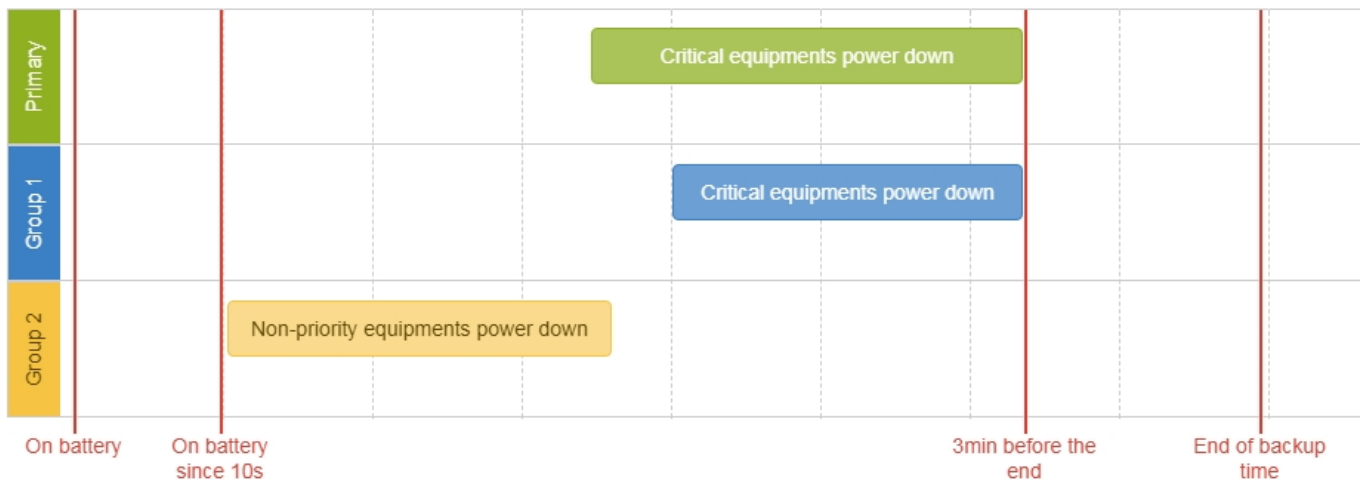 Primary
Critical equipments power down
Group 1
Critical equipments power down
Group 2
Non-priority equipments power down
On battery
On battery
since 10s
3min before the
end
End of backup
time